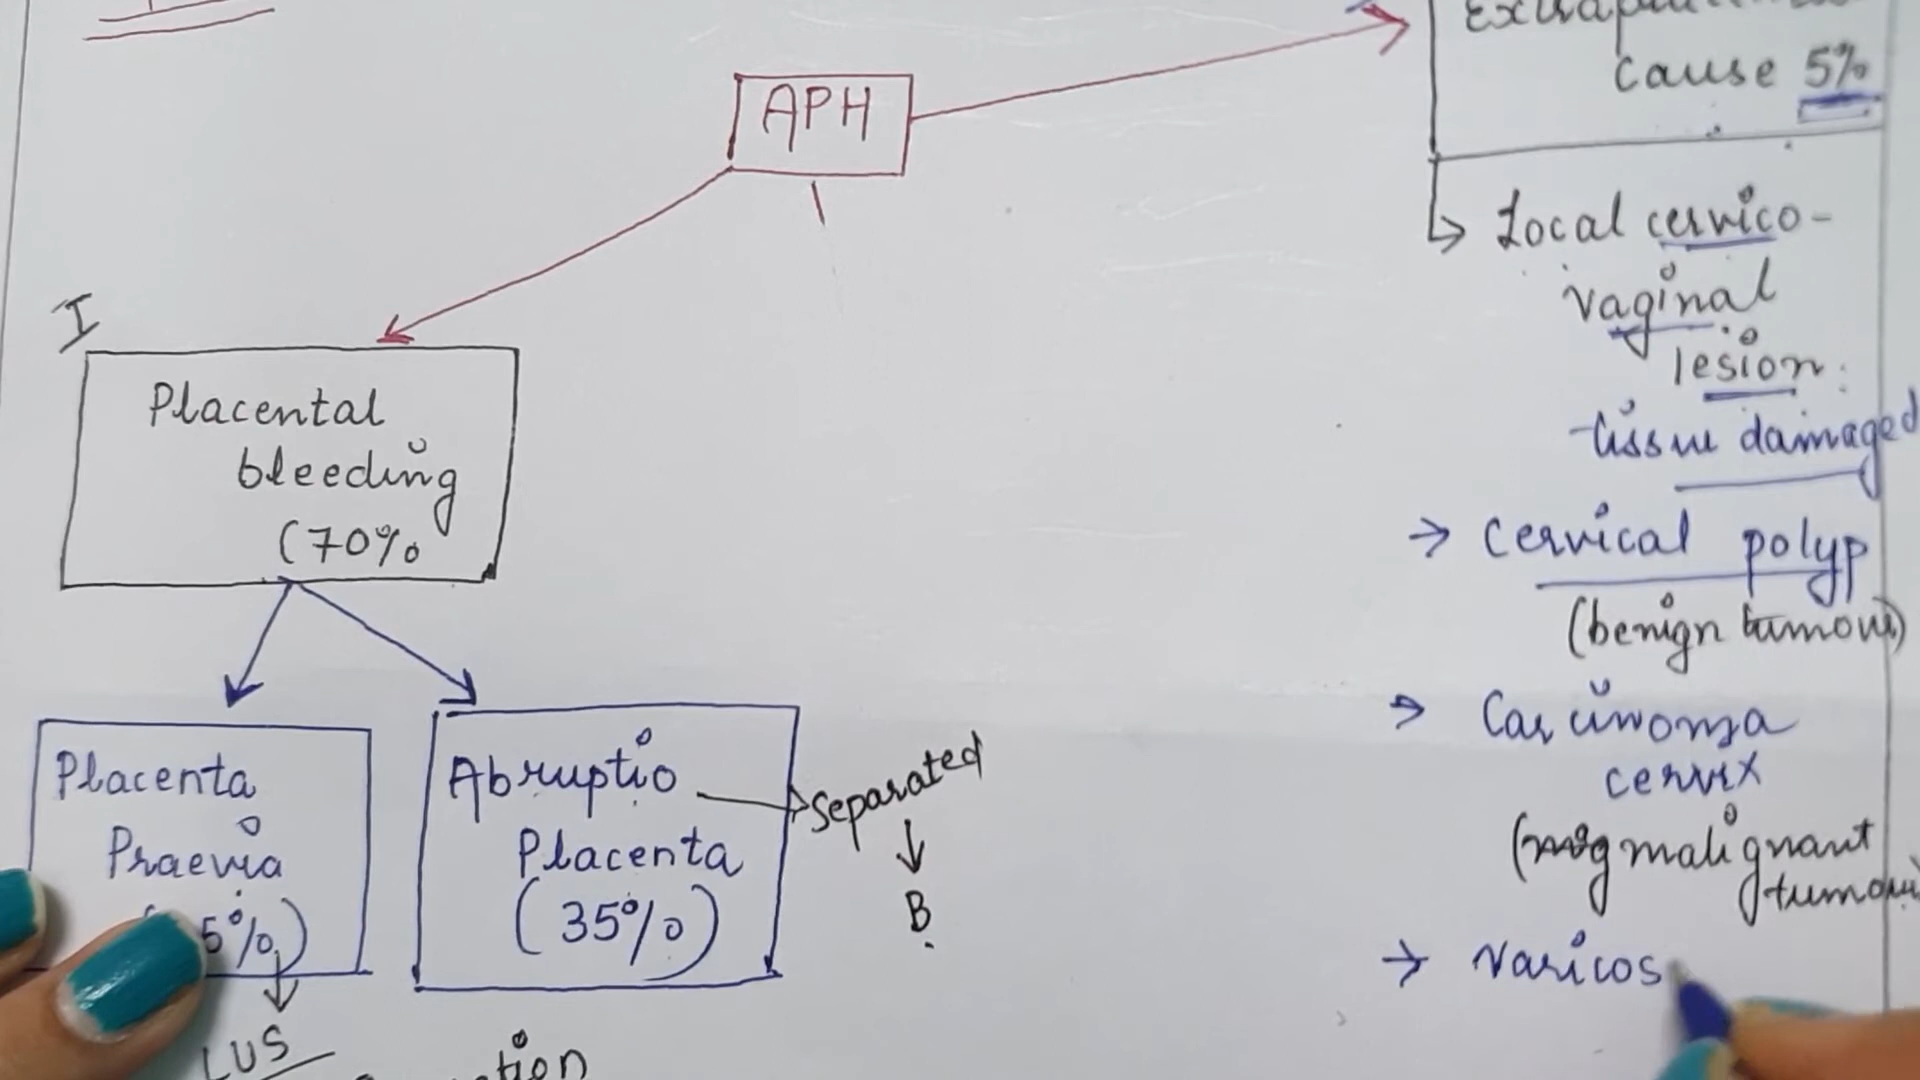 APH
cause 5%
I
Placental
bleeding
(70%
Placenta
Praevia
5%)
LUS
Abruptio
Placenta
(35%)
Separated
B
Local cervico-
vaginal
lesion
tissue damaged
→ Cervical polyp
(benign tumour)
→ Carcinoma
cervix
malignant
tumour
→ Varicos